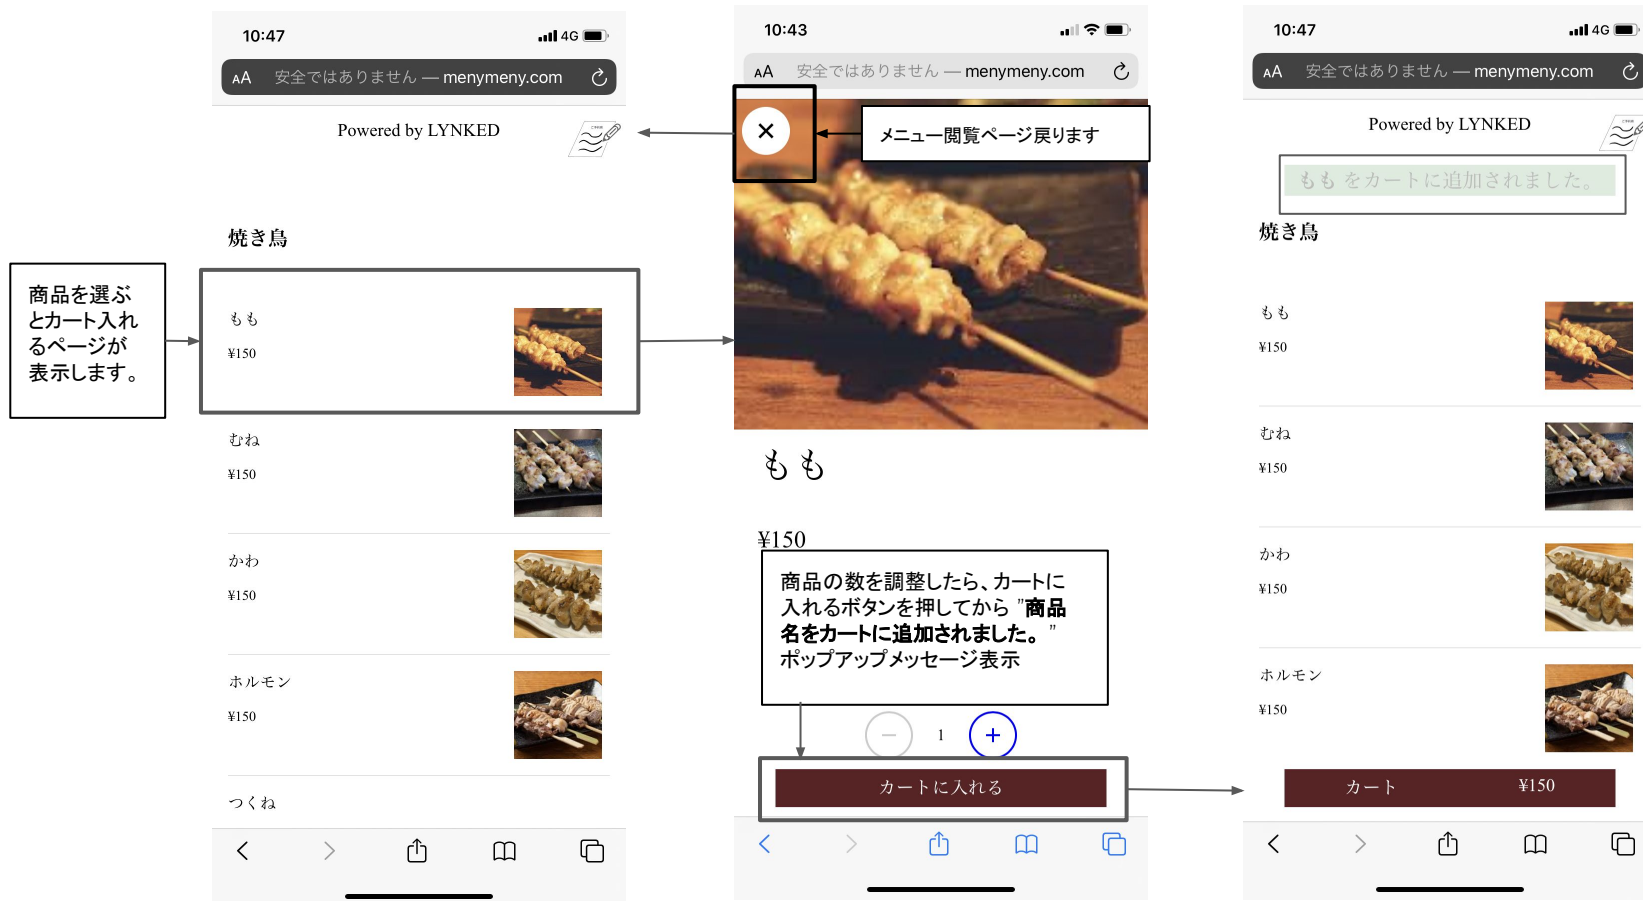 商品を選ぶ
とカート入れ
るページが
表示します。
10:47
4G
AA 安全ではありません — menymeny.com
Powered by LYNKED
焼き鳥
もも
¥150
むね
¥150
かわ
¥150
ホルモン
¥150
つくね
10:43
AA 安全ではありません — menymeny.com
メニュー閲覧ページ戻ります
もも
¥150
商品の数を調整したら、カートに
入れるボタンを押してから ”商品
名をカートに追加されました。 ”
ポップアップメッセージ表示
1
カートに入れる
10:47
4G
AA 安全ではありません — menymeny.com
Powered by LYNKED
もも をカートに追加されました。
焼き鳥
もも
¥150
むね
¥150
かわ
¥150
ホルモン
¥150
カート ¥150